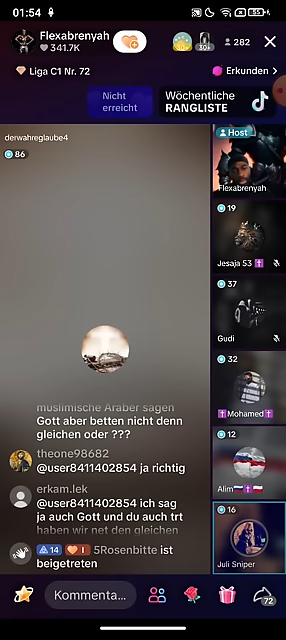 01:54
55
Flexabrenyah
341.7K
30+
282
Liga C1 Nr. 72
Erkunden >
Nicht
erreicht
Wöchentliche
RANGLISTE
derwahreglaube4
86
Host
Flexabrenyah
19
Jesaja 53
37
Gudi
32
Mohamed
12
Alim
16
Juli Sniper
muslimische Araber sagen
Gott aber betten nicht denn
gleichen oder ???
theone98682
@user8411402854 ja richtig
erkam.lek
@user8411402854 ich sag
ja auch Gott und du auch trt
haben wir net den gleichen
14 1 5Rosenbitte ist
beigetreten
Kommenta...
72